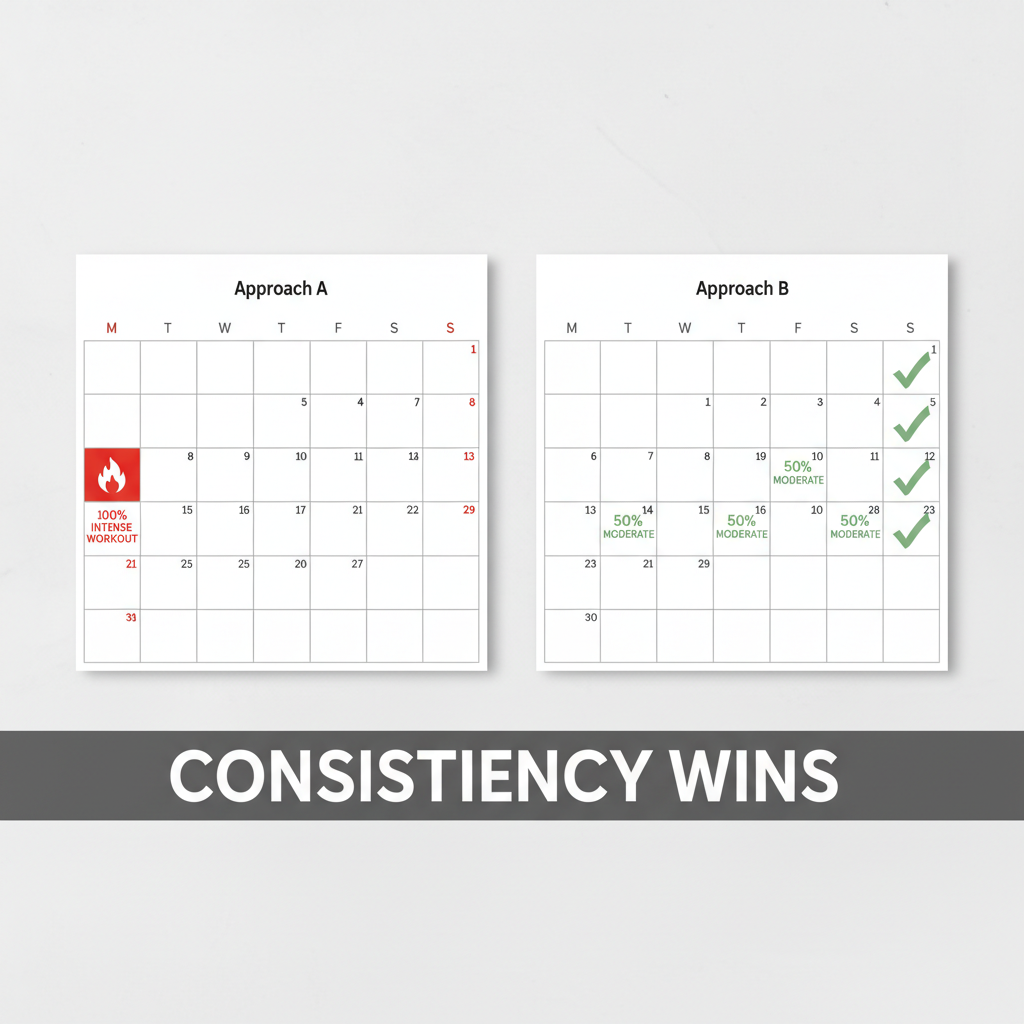 Approach A
M T W T F S S
1
5 4 7 8
8 9 10 11 13
100%
INTENSE
WORKOUT
15 16 17 21 22 29
21 25 25 20 27
Approach B
M T W T F S S
1
1 2 3 4 5
6 7 8 19 10 11 12
50%
MODERATE
13 14 15 16 10 28 23
50%
MODERATE
50%
MODERATE
50%
MODERATE
23 21 29
30
CONSISTIENCY WINS